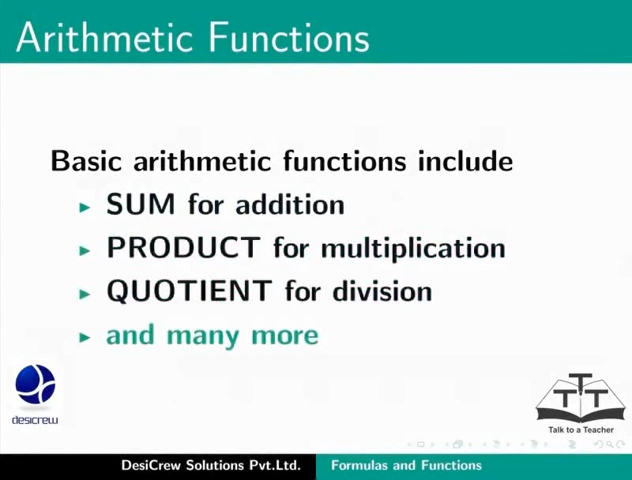 Arithmetic Functions
Basic arithmetic functions include
SUM for addition
PRODUCT for multiplication
QUOTIENT for division
and many more
desicrew
T T T
Talk to a Teacher
DesiCrew Solutions Pvt.Ltd. Formulas and Functions